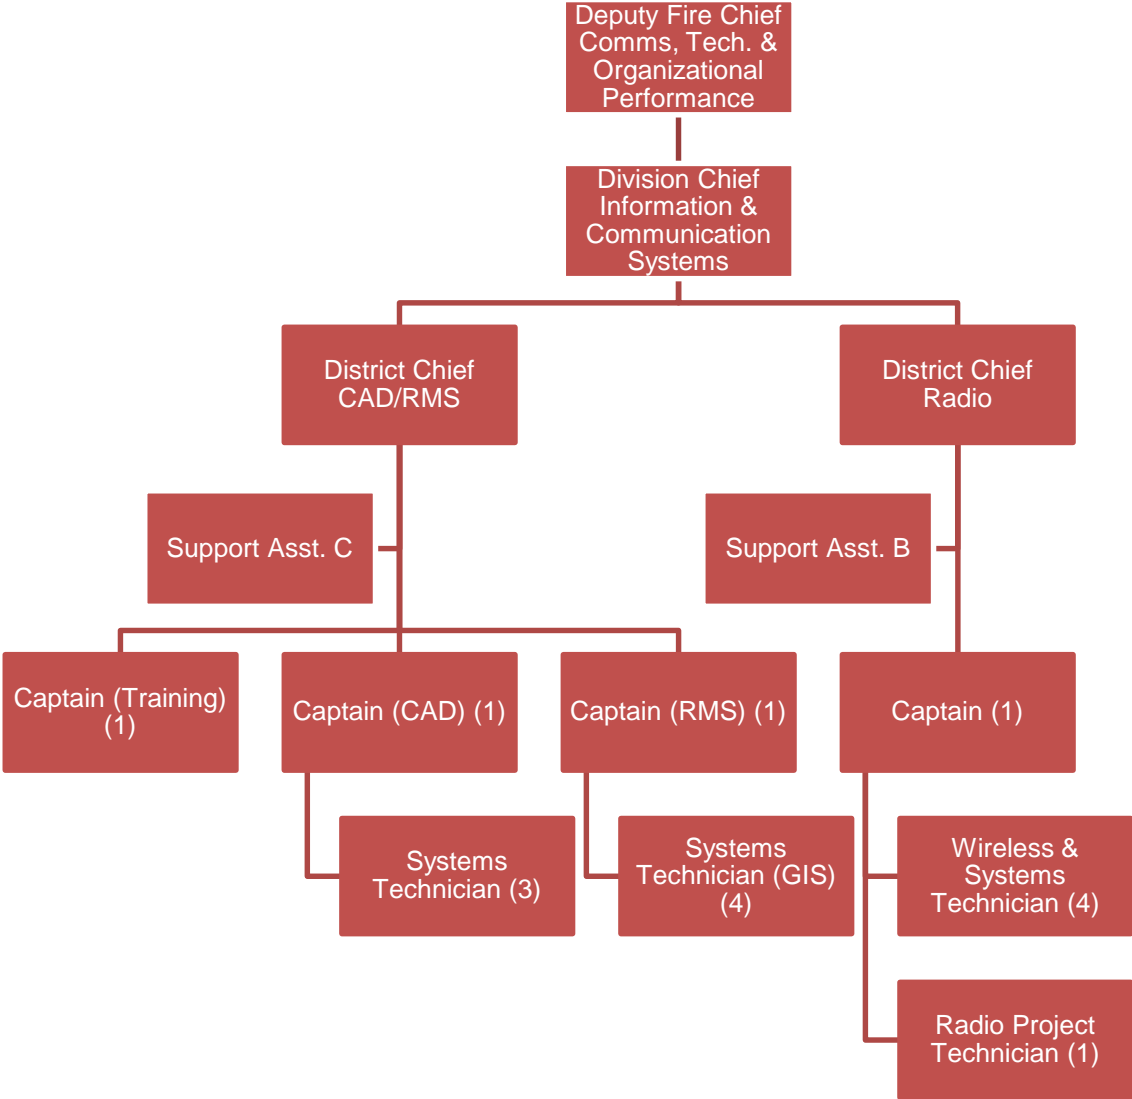 Deputy Fire Chief
Comms, Tech. &
Organizational
Performance
Division Chief
Information &
Communication
Systems
District Chief
CAD/RMS
District Chief
Radio
Support Asst. C
Support Asst. B
Captain (Training)
(1)
Captain (CAD) (1)
Captain (RMS) (1)
Captain (1)
Systems
Technician (3)
Systems
Technician (GIS)
(4)
Wireless &
Systems
Technician (4)
Radio Project
Technician (1)